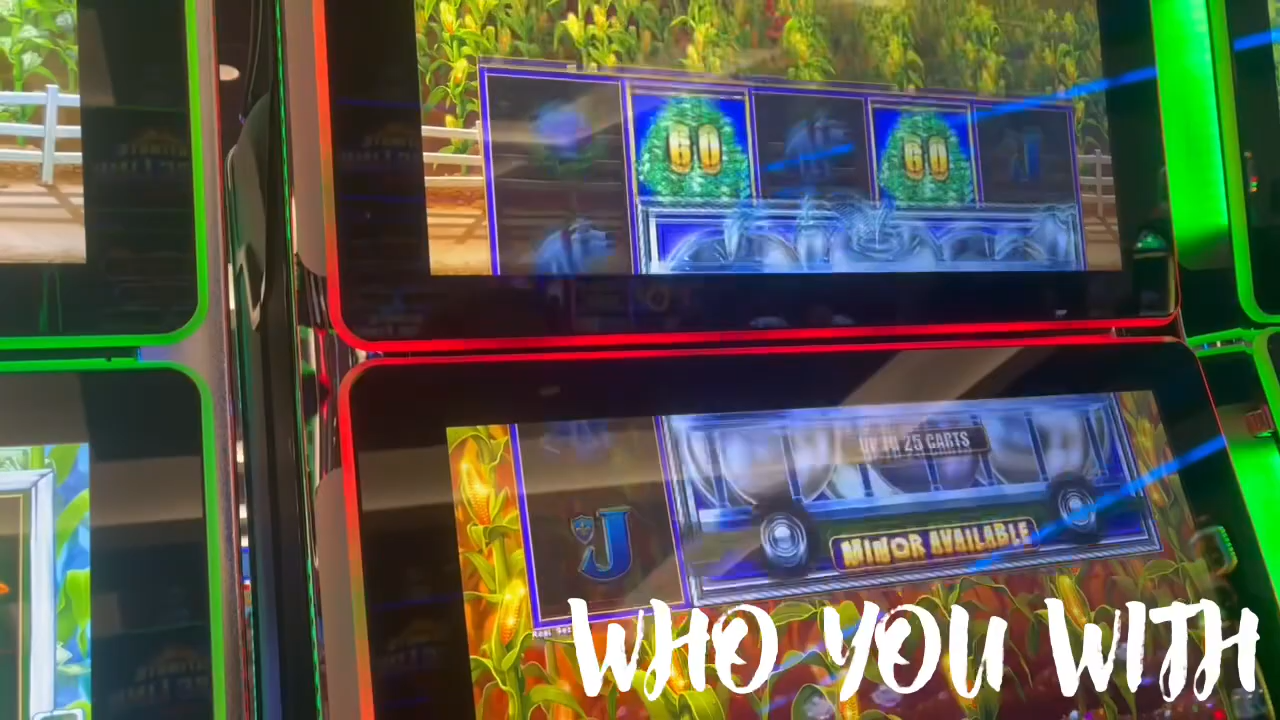 60 60
J
UP TO 25 CARTS
J
MINOR AVAILABLE
WHO YOU WITH